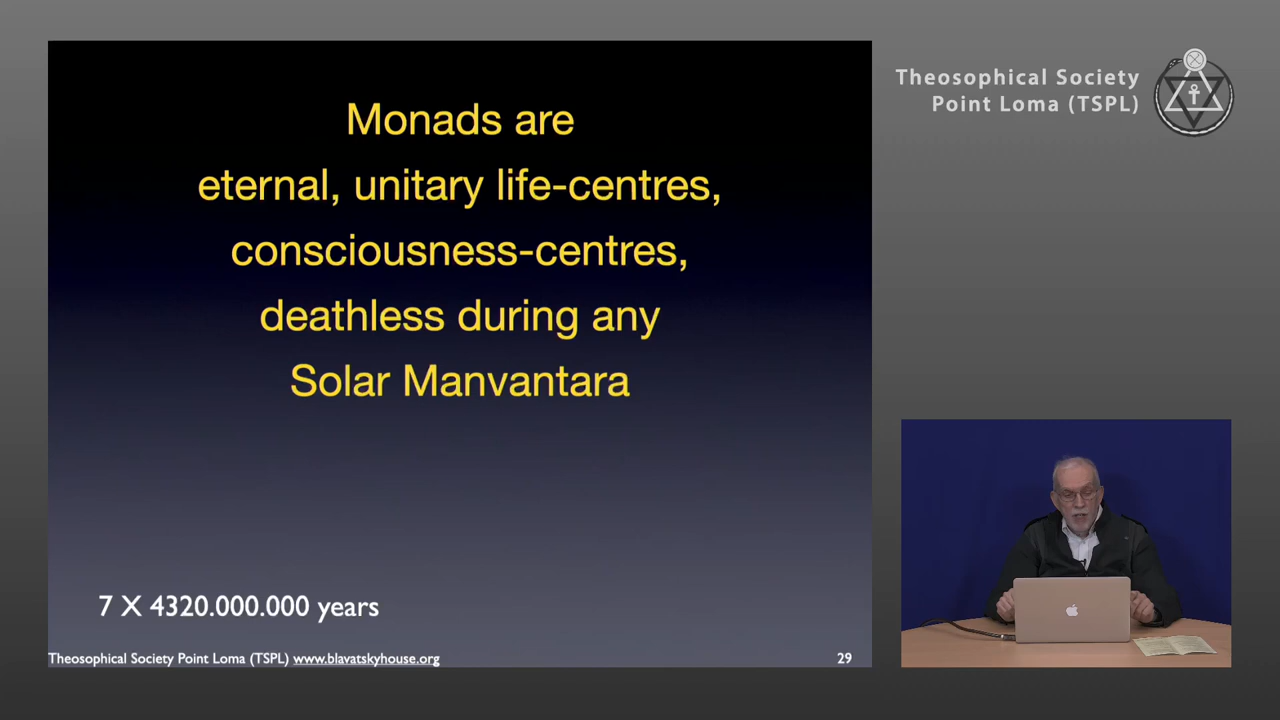 Theosophical Society
Point Loma (TSPL)
Monads are
eternal, unitary life-centres,
consciousness-centres,
deathless during any
Solar Manvantara
7 X 4320.000.000 years
Theosophical Society Point Loma (TSPL) www.blavatskyhouse.org
29